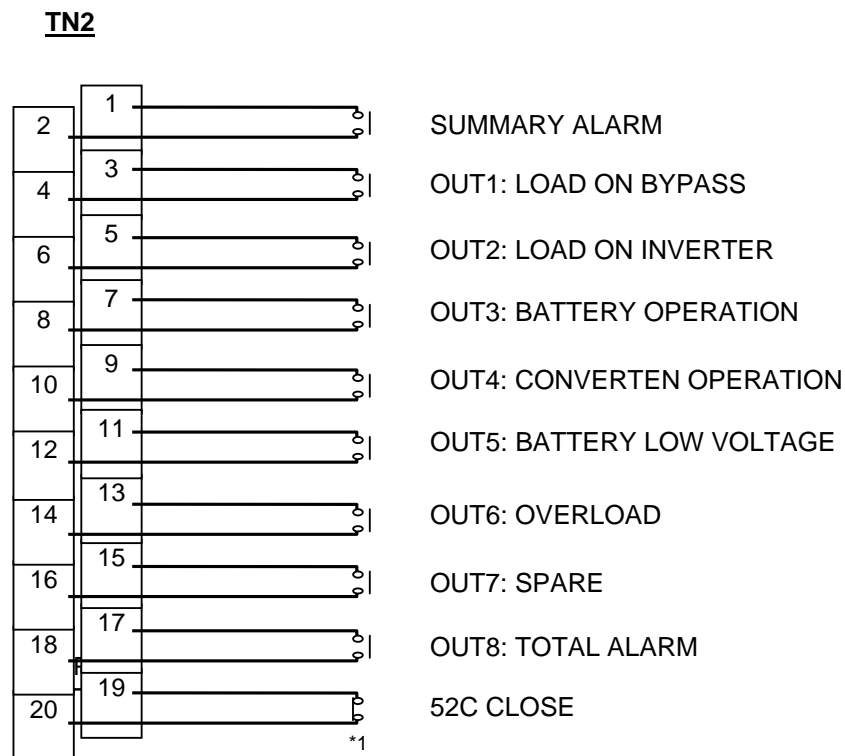 TN2
1
2
SUMMARY ALARM
3
4
OUT1: LOAD ON BYPASS
5
6
OUT2: LOAD ON INVERTER
7
8
OUT3: BATTERY OPERATION
9
10
OUT4: CONVERTEN OPERATION
11
12
OUT5: BATTERY LOW VOLTAGE
13
14
OUT6: OVERLOAD
15
16
OUT7: SPARE
17
18
OUT8: TOTAL ALARM
19
20
52C CLOSE
*1